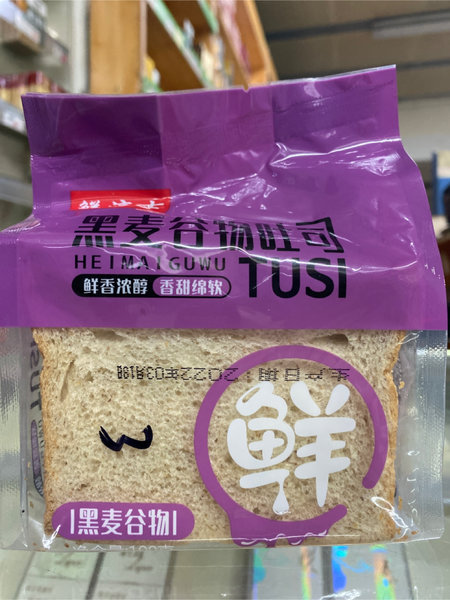 黑麦谷物吐司
HEIMAIGUWU
TUSI
鲜香浓醇
香甜绵软
生产日期:2022年03月19日
鲜
3
黑麦谷物